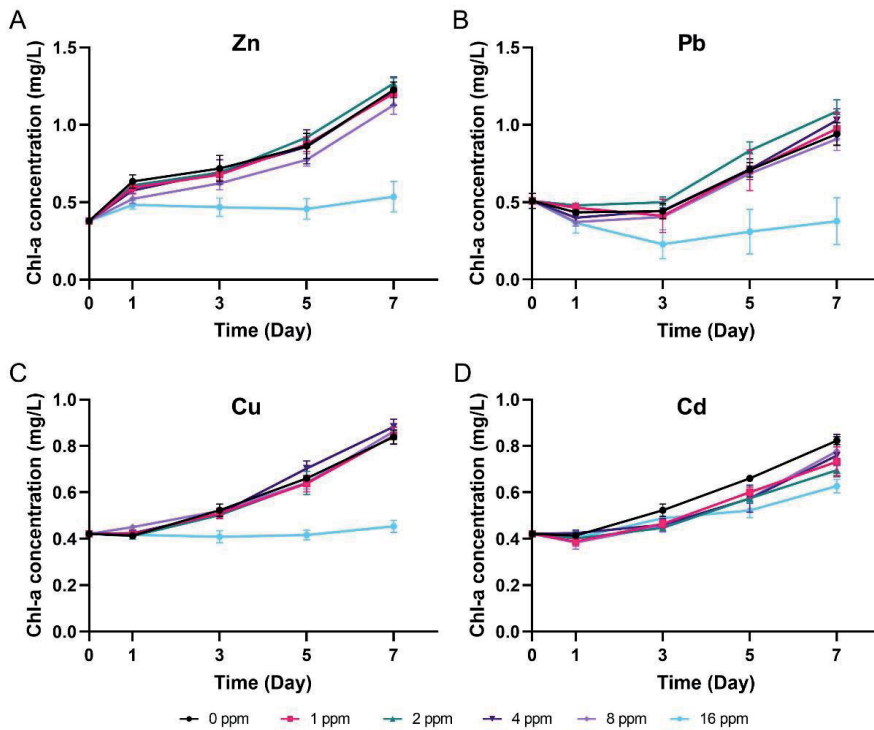 A
Zn
Chl-a concentration (mg/L)
1.5
1.0
0.5
0.0
0 1 3 5 7
Time (Day)
B
Pb
Chl-a concentration (mg/L)
1.5
1.0
0.5
0.0
0 1 3 5 7
Time (Day)
C
Cu
Chl-a concentration (mg/L)
1.0
0.8
0.6
0.4
0.2
0.0
0 1 3 5 7
Time (Day)
D
Cd
Chl-a concentration (mg/L)
1.0
0.8
0.6
0.4
0.2
0.0
0 1 3 5 7
Time (Day)
0 ppm 1 ppm 2 ppm 4 ppm 8 ppm 16 ppm